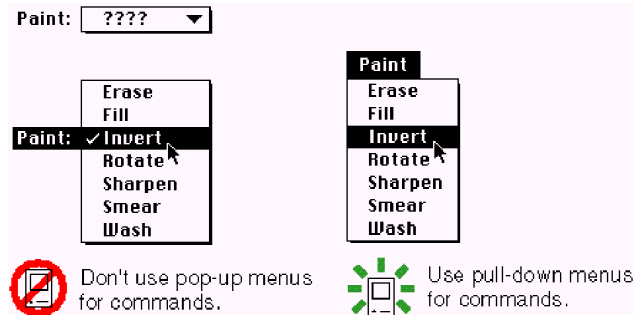 Paint: ????
Erase
Fill
Paint: ✓Invert
Rotate
Sharpen
Smear
Wash
Don't use pop-up menus
for commands.
Paint
Erase
Fill
Invert
Rotate
Sharpen
Smear
Wash
Use pull-down menus
for commands.